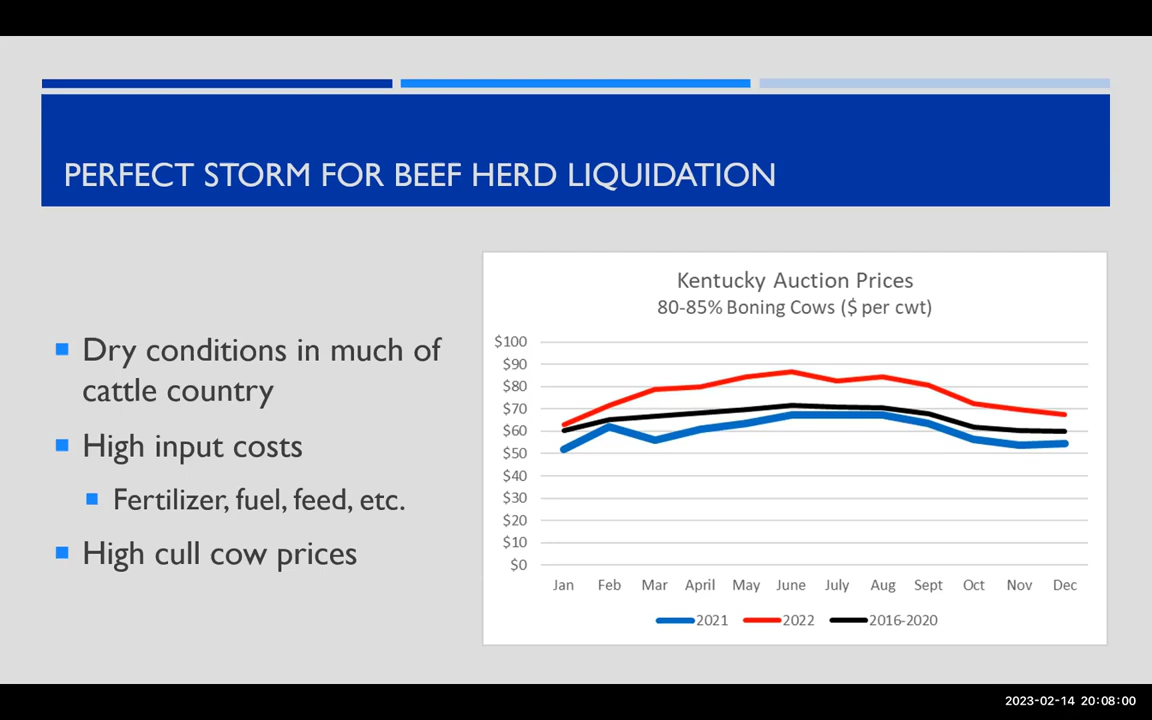 PERFECT STORM FOR BEEF HERD LIQUIDATION
Dry conditions in much of
cattle country
High input costs
Fertilizer, fuel, feed, etc.
High cull cow prices
Kentucky Auction Prices
80-85% Boning Cows ($ per cwt)
$100
$90
$80
$70
$60
$50
$40
$30
$20
$10
$0
Jan Feb Mar April May June July Aug Sept Oct Nov Dec
2021 2022 2016-2020
2023-02-14 20:08:00